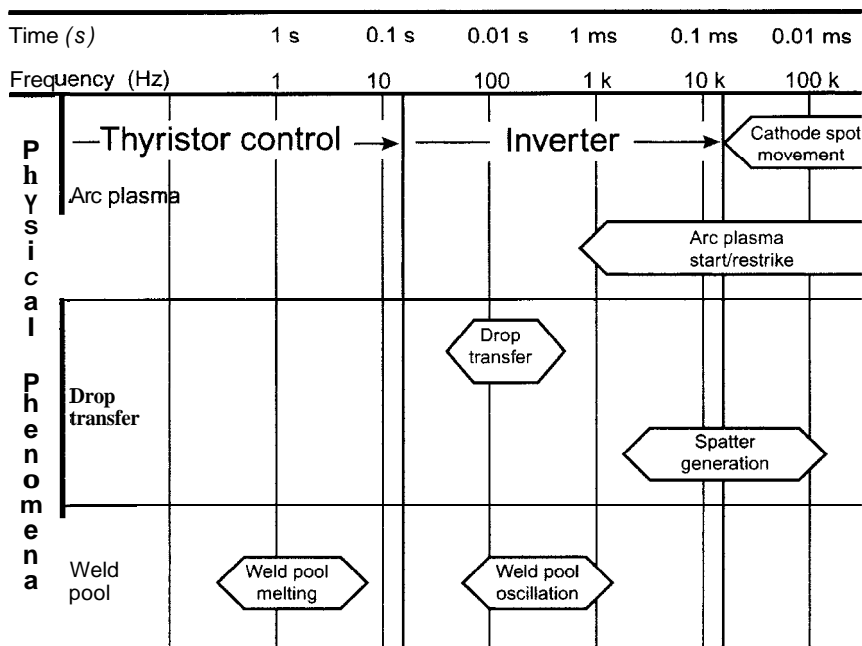 Time (s) 1 s 0.1 s 0.01 s 1 ms 0.1 ms 0.01 ms
Frequency (Hz) 1 10 100 1 k 10 k 100 k
Physical Phenomena
Thyristor control
Inverter
Cathode spot
movement
Arc plasma
Arc plasma
start/restrike
Drop
transfer
Drop
transfer
Spatter
generation
Weld
pool
Weld pool
melting
Weld pool
oscillation